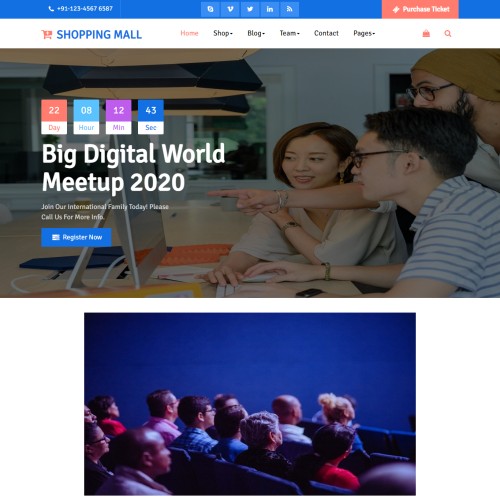 +91-123-4567 6587
Purchase Ticket
SHOPPING MALL
Home Shop Blog Team Contact Pages
22 08 12 43
Day Hour Min Sec
Big Digital World
Meetup 2020
Join Our International Family Today! Please
Call Us For More Info.
Register Now